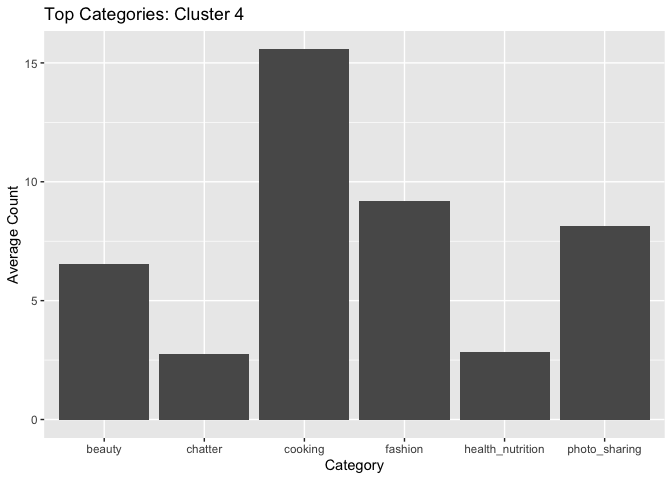 Top Categories: Cluster 4
Average Count
15
10
5
0
beauty chatter cooking fashion health_nutrition photo_sharing
Category